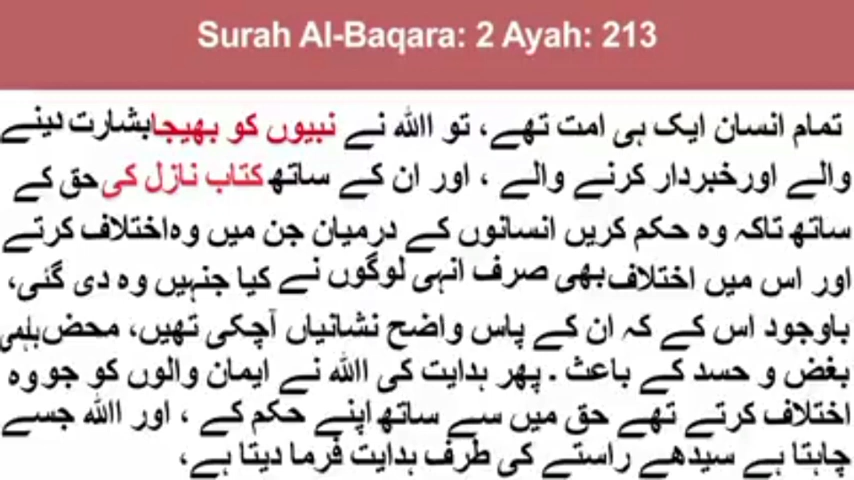 Surah Al-Baqara: 2 Ayah: 213
تمام انسان ایک ہی امت تھے، تو اﷲ نے نبیوں کو بھیجا بشارت دینے
والے اور خبردار کرنے والے ، اور ان کے ساتھ کتاب نازل کی حق کے
ساتھ تاکہ وہ حکم کریں انسانوں کے درمیان جن میں وہ اختلاف کرتے
اور اس میں اختلاف بھی صرف انہی لوگوں نے کیا جنہیں وہ دی گئی،
باوجود اس کے کہ ان کے پاس واضح نشانیاں آچکی تھیں، محض باہمی
بغض و حسد کے باعث . پھر ہدایت کی اﷲ نے ایمان والوں کو جو وہ
اختلاف کرتے تھے حق میں سے ساتھ اپنے حکم کے ، اور اﷲ جسے
چاہتا ہے سیدھے راستے کی طرف ہدایت فرما دیتا ہے،